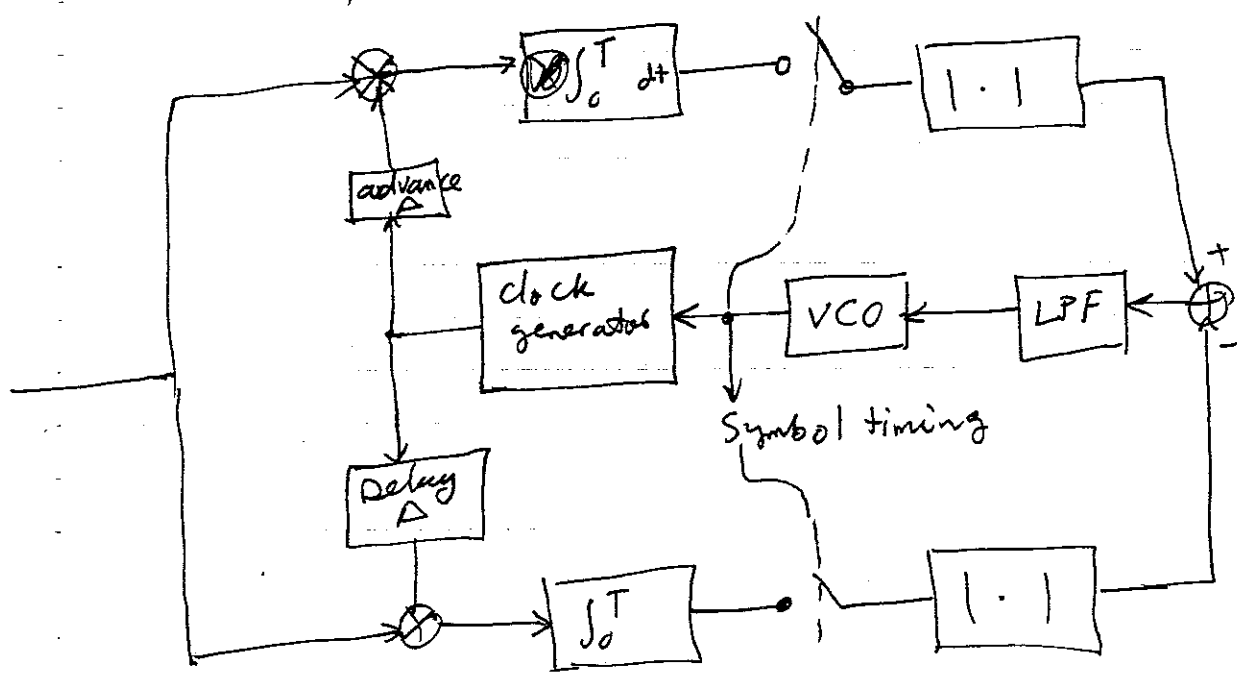 ∫₀ᵀ dt
| · |
advance
Δ
+
clock
generator
VCO
LPF
-
Symbol timing
Delay
Δ
∫₀ᵀ
| · |